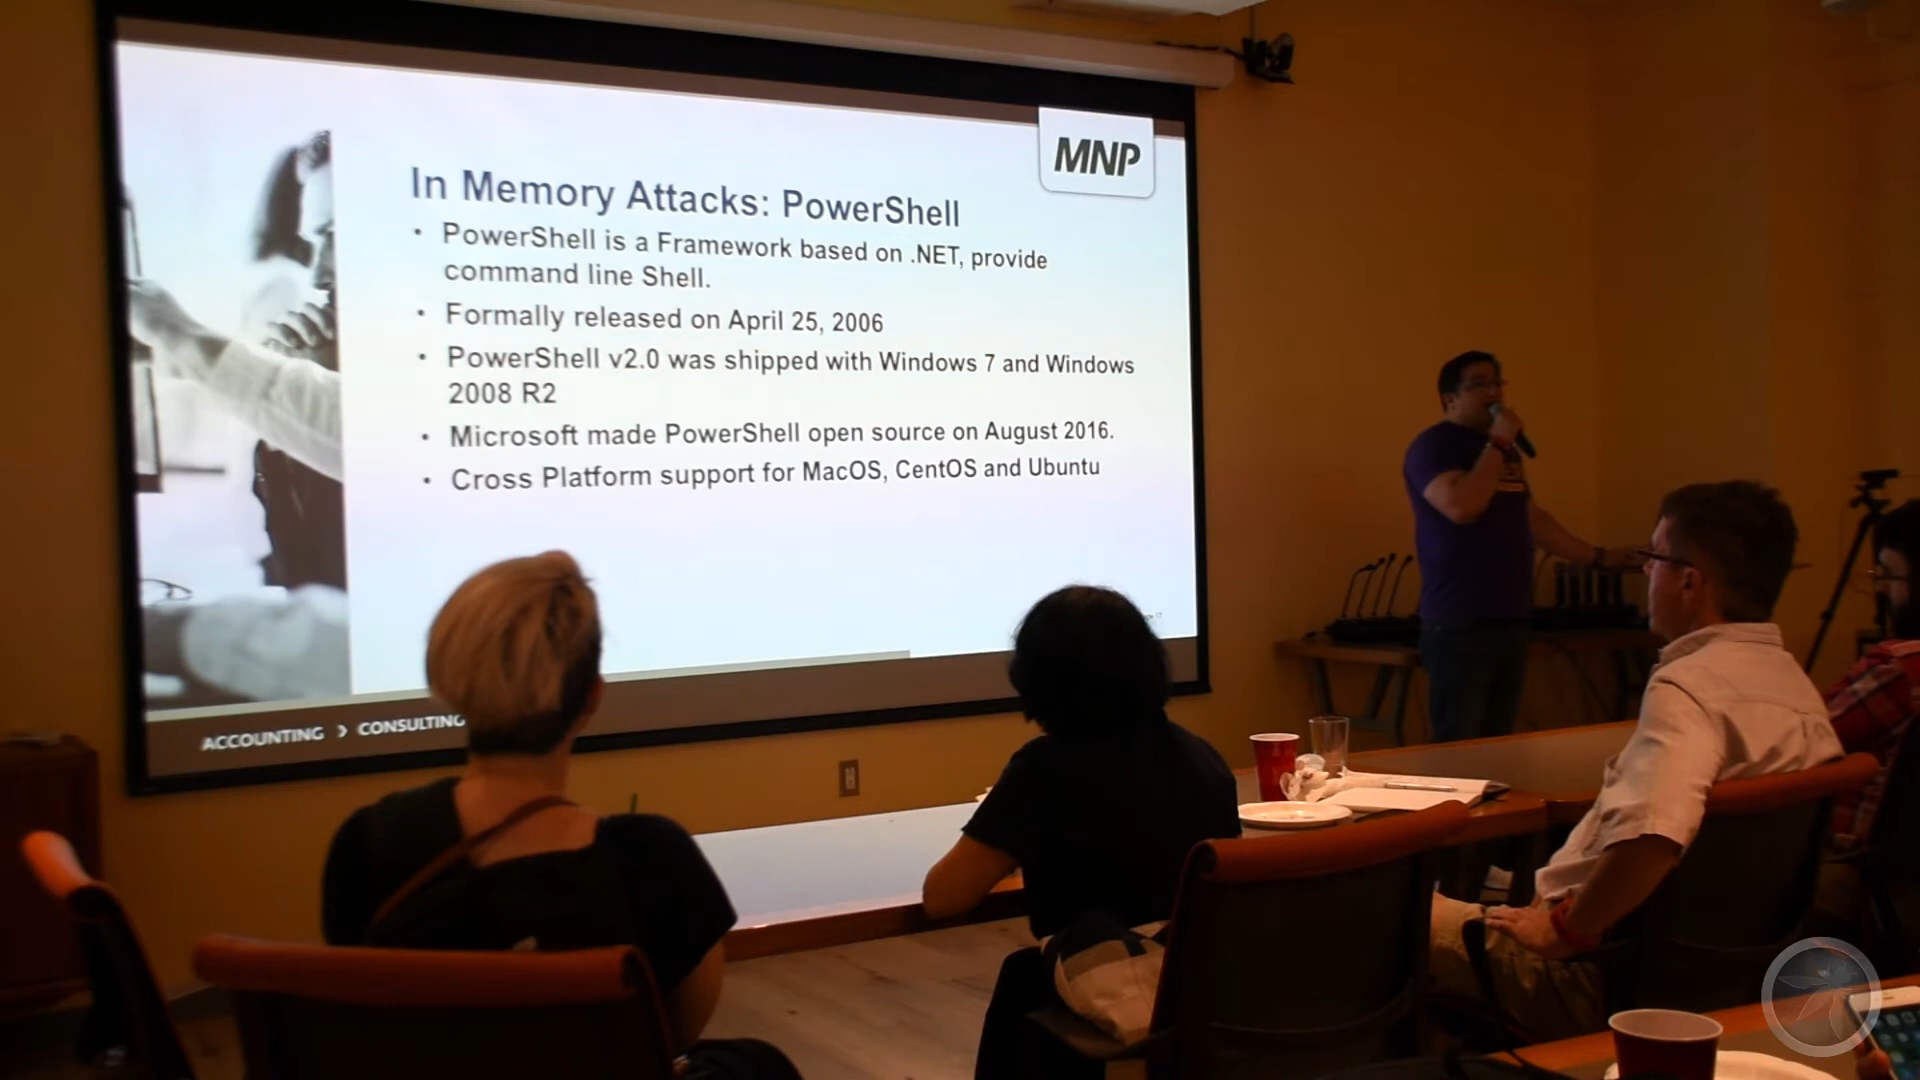 MNP
In Memory Attacks: PowerShell
• PowerShell is a Framework based on .NET, provide
command line Shell.
• Formally released on April 25, 2006
• PowerShell v2.0 was shipped with Windows 7 and Windows
2008 R2
• Microsoft made PowerShell open source on August 2016.
• Cross Platform support for MacOS, CentOS and Ubuntu
ACCOUNTING › CONSULTING